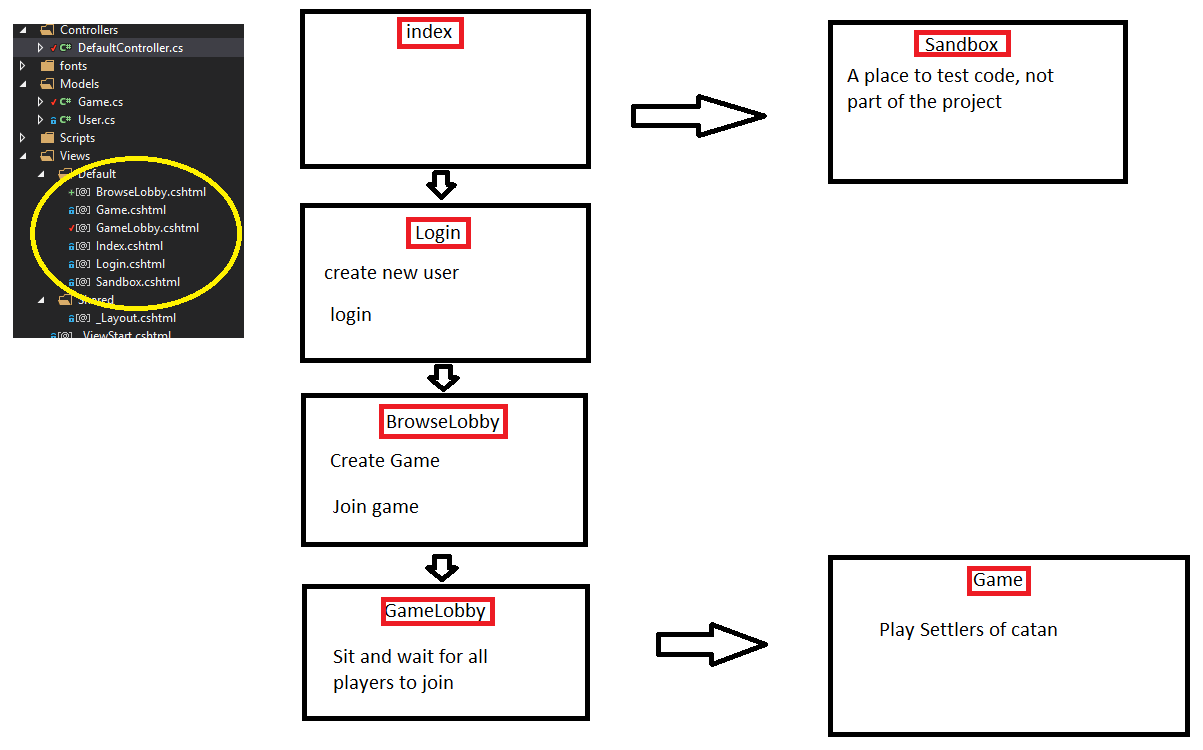 Controllers
C# DefaultController.cs
fonts
Models
C# Game.cs
C# User.cs
Scripts
Views
Default
+[@] BrowseLobby.cshtml
[@] Game.cshtml
[@] GameLobby.cshtml
[@] Index.cshtml
[@] Login.cshtml
[@] Sandbox.cshtml
Shared
[@] _Layout.cshtml
[@] _ViewStart.cshtml
index
Sandbox
A place to test code, not
part of the project
Login
create new user
login
BrowseLobby
Create Game
Join game
GameLobby
Sit and wait for all
players to join
Game
Play Settlers of catan